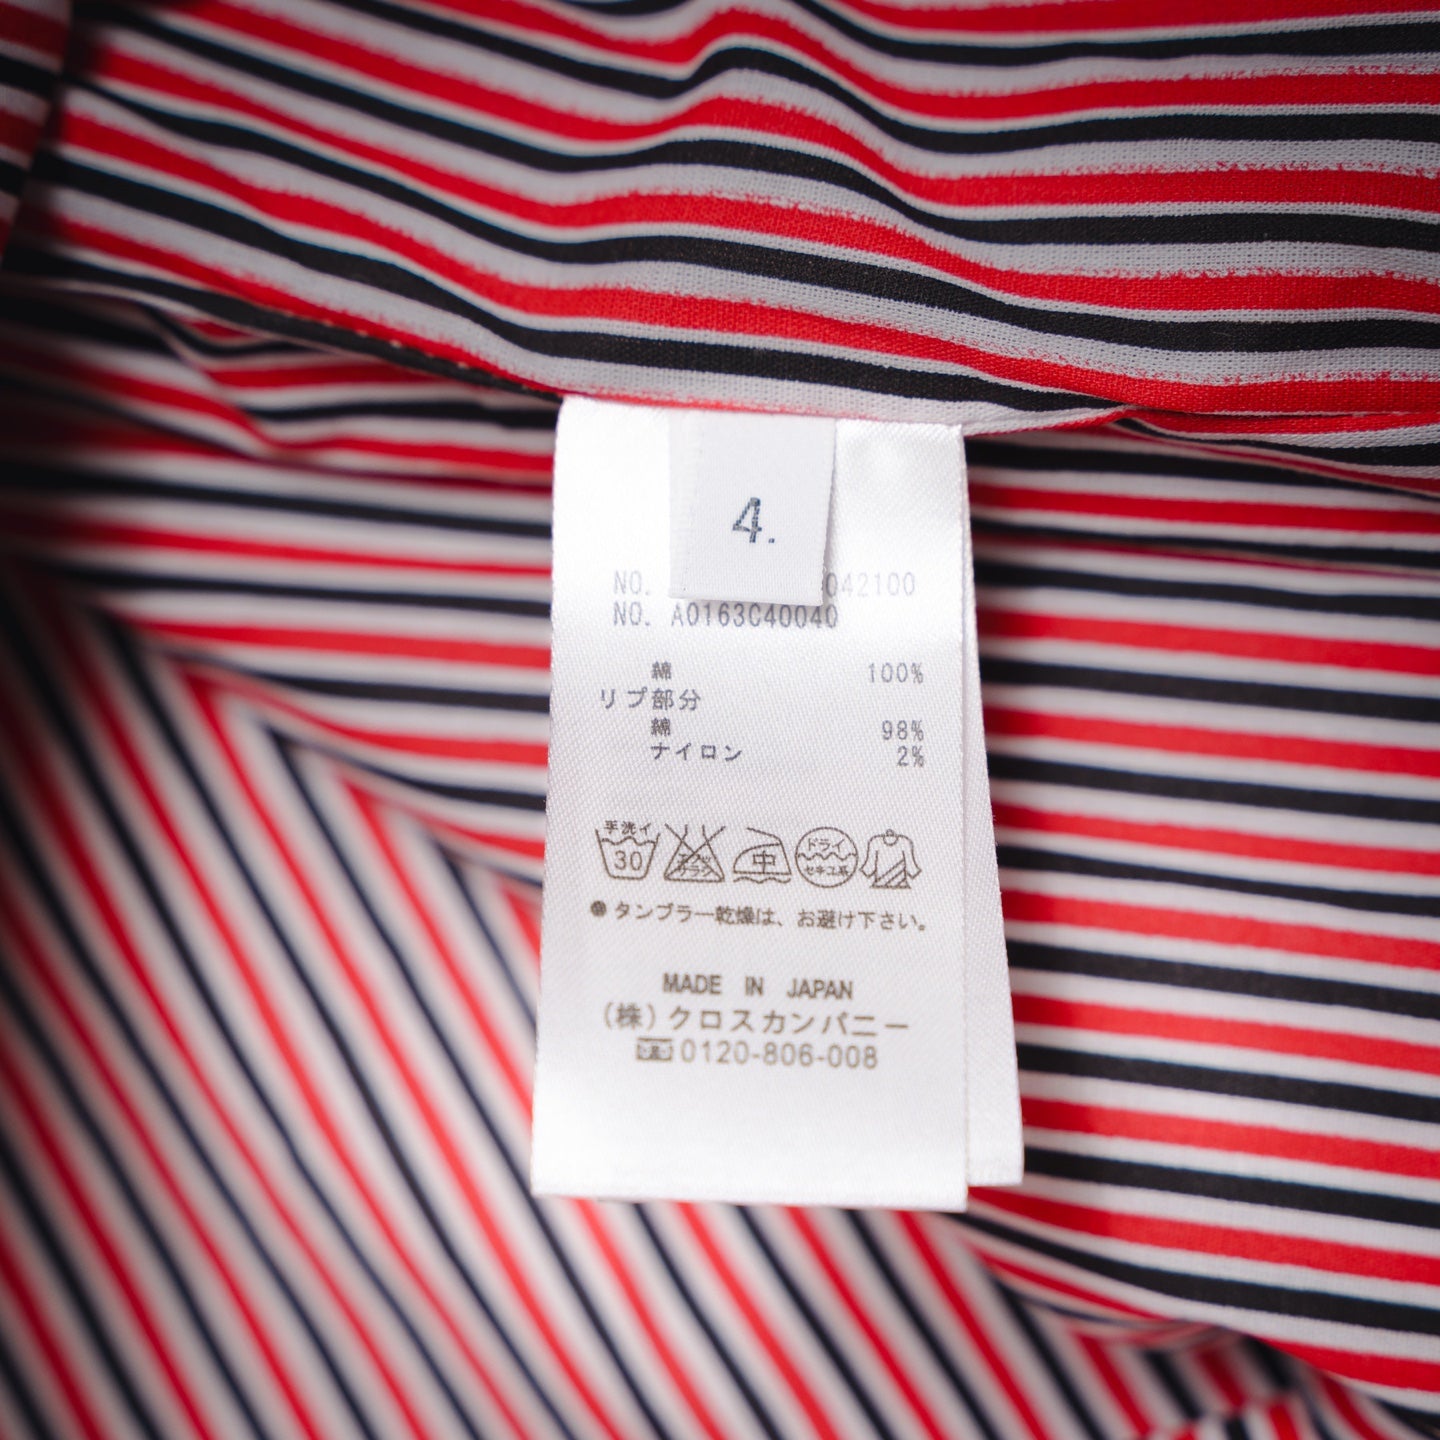 4.
NO. 042100
NO. A0163C40040
綿 100%
リブ部分
綿 98%
ナイロン 2%
手洗イ
30
中
ドライ
セキユ系
●タンブラー乾燥は、お避け下さい。
MADE IN JAPAN
(株)クロスカンパニー
0120-806-008